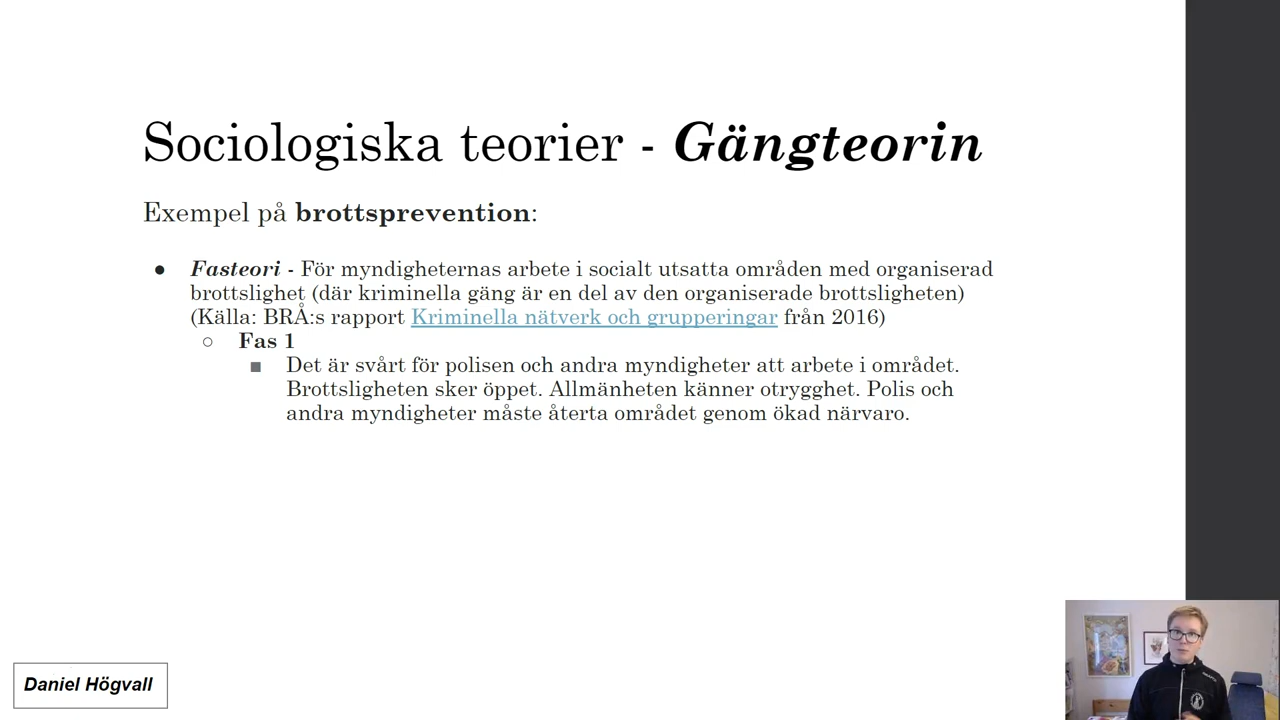 Sociologiska teorier - Gängteorin
Exempel på brottsprevention:
● Fasteori - För myndigheternas arbete i socialt utsatta områden med organiserad
brottslighet (där kriminella gäng är en del av den organiserade brottsligheten)
(Källa: BRÅ:s rapport Kriminella nätverk och grupperingar från 2016)
○ Fas 1
■ Det är svårt för polisen och andra myndigheter att arbete i området.
Brottsligheten sker öppet. Allmänheten känner otrygghet. Polis och
andra myndigheter måste återta området genom ökad närvaro.
Daniel Högvall